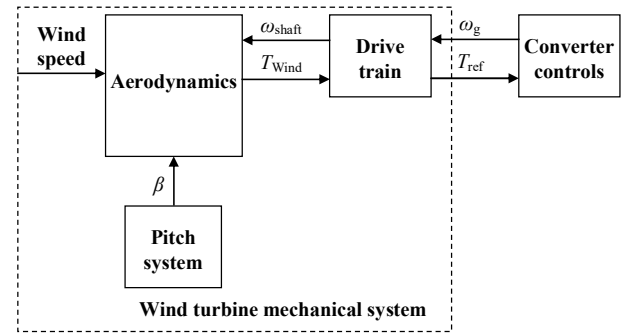 Wind
speed
Aerodynamics
ω_shaft
T_Wind
Drive
train
ω_g
T_ref
Converter
controls
β
Pitch
system
Wind turbine mechanical system